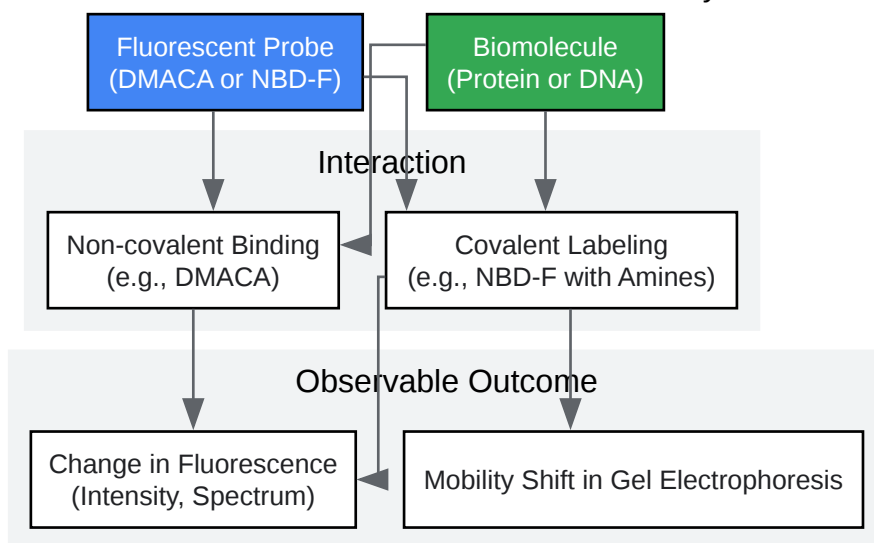 Fluorescent Probe
(DMACA or NBD-F)
Biomolecule
(Protein or DNA)
Interaction
Non-covalent Binding
(e.g., DMACA)
Covalent Labeling
(e.g., NBD-F with Amines)
Observable Outcome
Change in Fluorescence
(Intensity, Spectrum)
Mobility Shift in Gel Electrophoresis